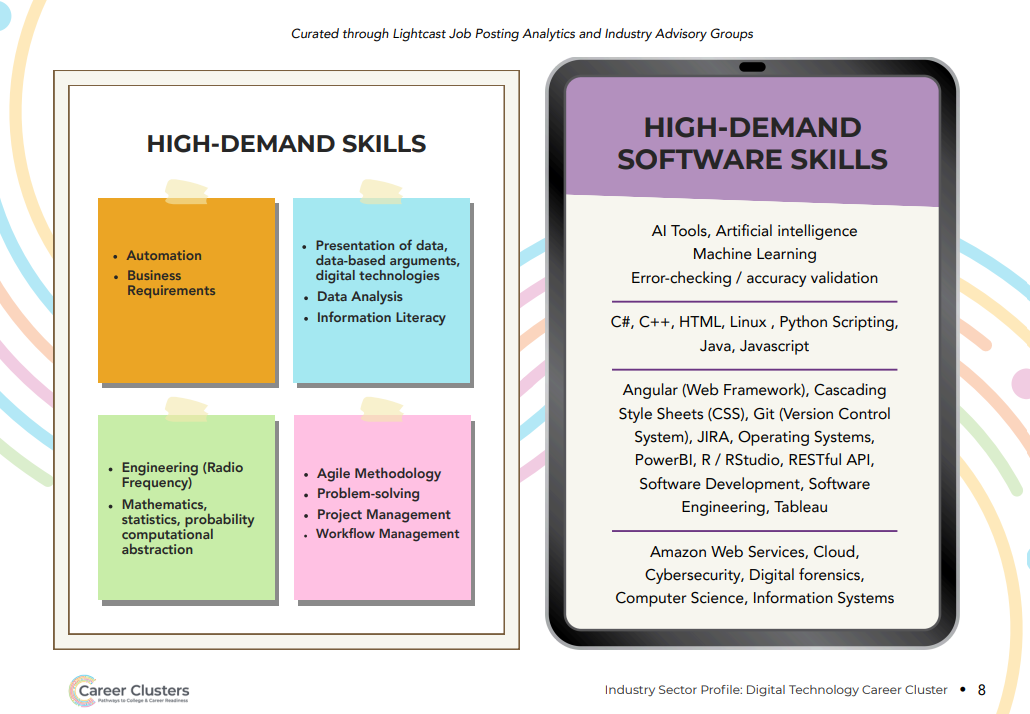 Curated through Lightcast Job Posting Analytics and Industry Advisory Groups
HIGH-DEMAND SKILLS
• Automation
• Business
Requirements
• Presentation of data,
data-based arguments,
digital technologies
• Data Analysis
• Information Literacy
• Engineering (Radio
Frequency)
• Mathematics,
statistics, probability
computational
abstraction
• Agile Methodology
• Problem-solving
• Project Management
• Workflow Management
HIGH-DEMAND
SOFTWARE SKILLS
AI Tools, Artificial intelligence
Machine Learning
Error-checking / accuracy validation
C#, C++, HTML, Linux , Python Scripting,
Java, Javascript
Angular (Web Framework), Cascading
Style Sheets (CSS), Git (Version Control
System), JIRA, Operating Systems,
PowerBI, R / RStudio, RESTful API,
Software Development, Software
Engineering, Tableau
Amazon Web Services, Cloud,
Cybersecurity, Digital forensics,
Computer Science, Information Systems
Career Clusters
Pathways to College & Career Readiness
Industry Sector Profile: Digital Technology Career Cluster • 8